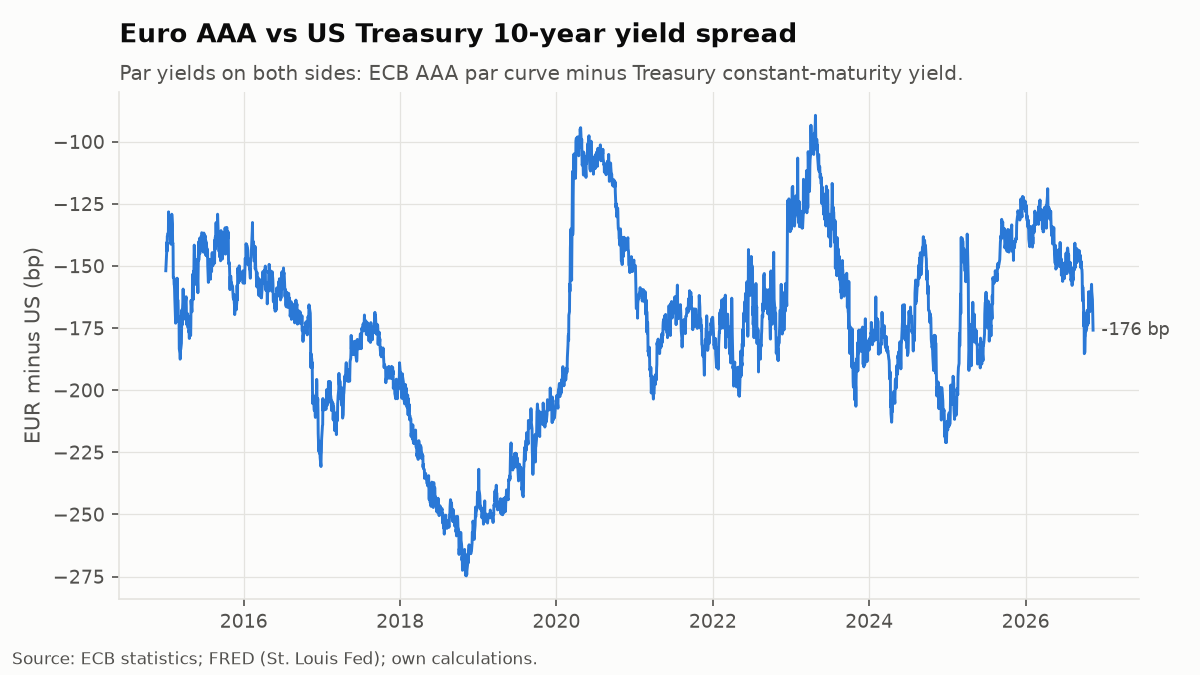 Euro AAA vs US Treasury 10-year yield spread
Par yields on both sides: ECB AAA par curve minus Treasury constant-maturity yield.
EUR minus US (bp)
−100
−125
−150
−175
−200
−225
−250
−275
-176 bp
2016
2018
2020
2022
2024
2026
Source: ECB statistics; FRED (St. Louis Fed); own calculations.